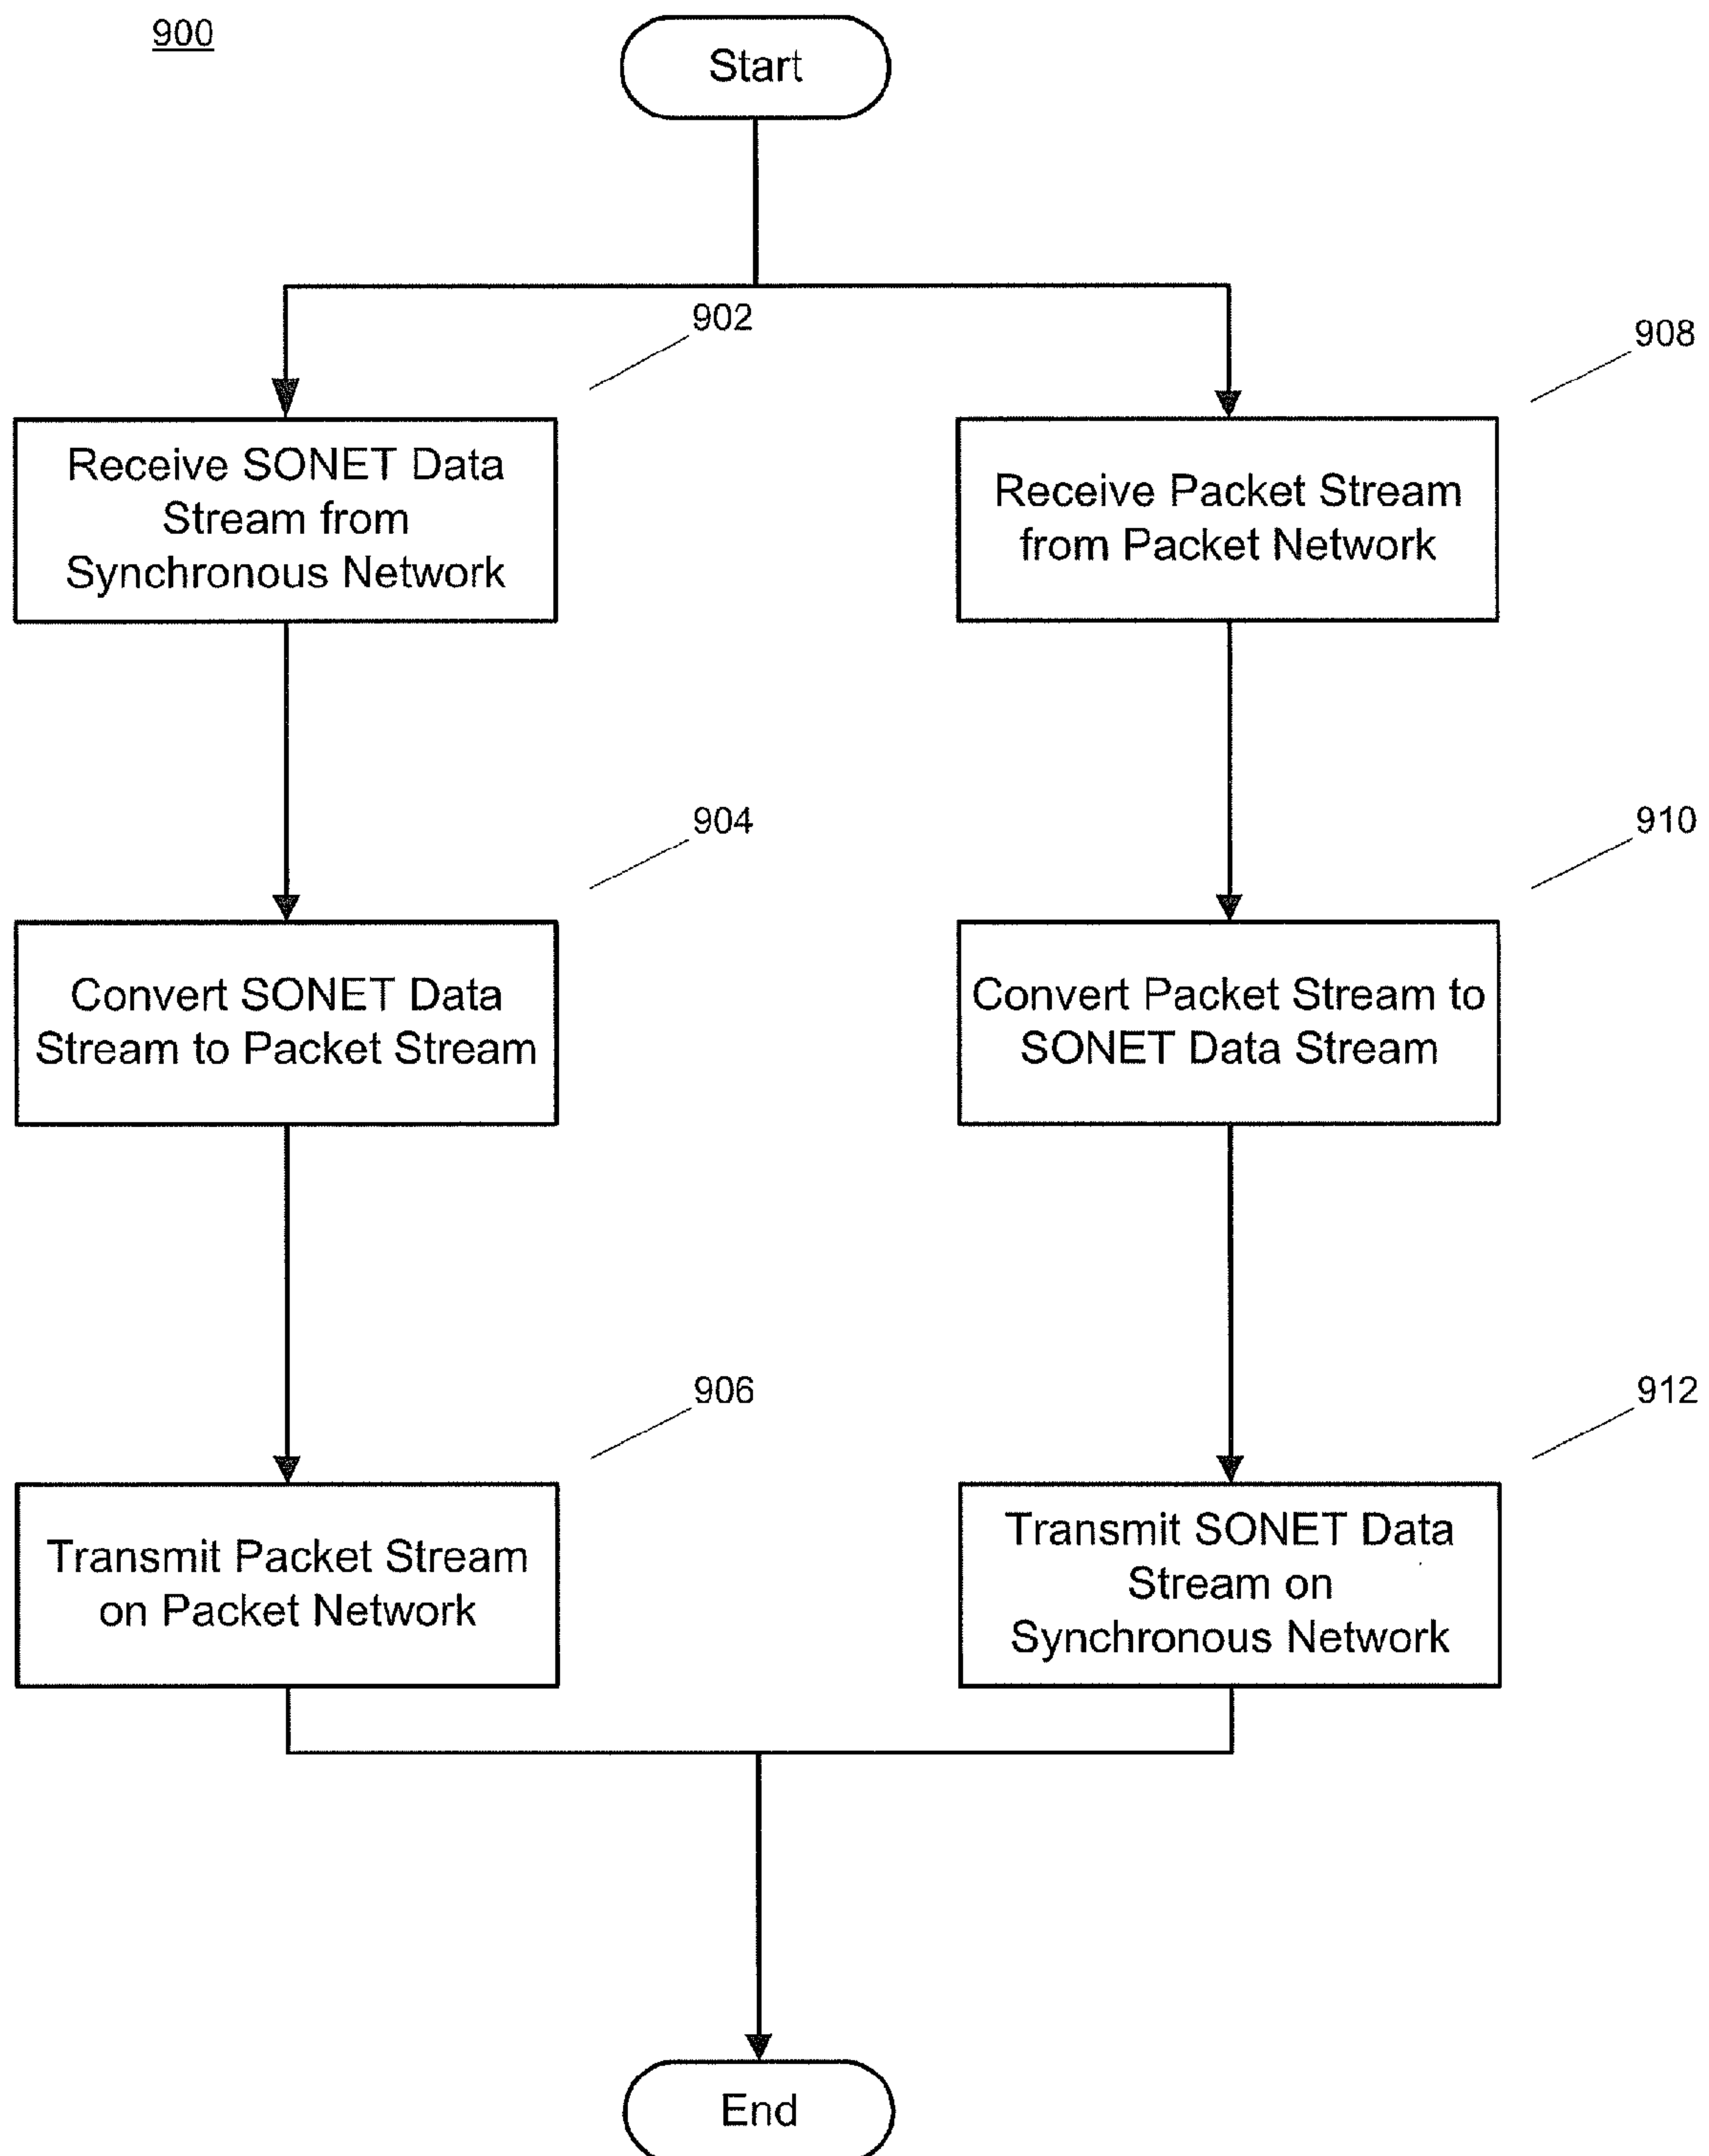 900
Start
902
Receive SONET Data
Stream from
Synchronous Network
908
Receive Packet Stream
from Packet Network
904
Convert SONET Data
Stream to Packet Stream
910
Convert Packet Stream to
SONET Data Stream
906
Transmit Packet Stream
on Packet Network
912
Transmit SONET Data
Stream on
Synchronous Network
End